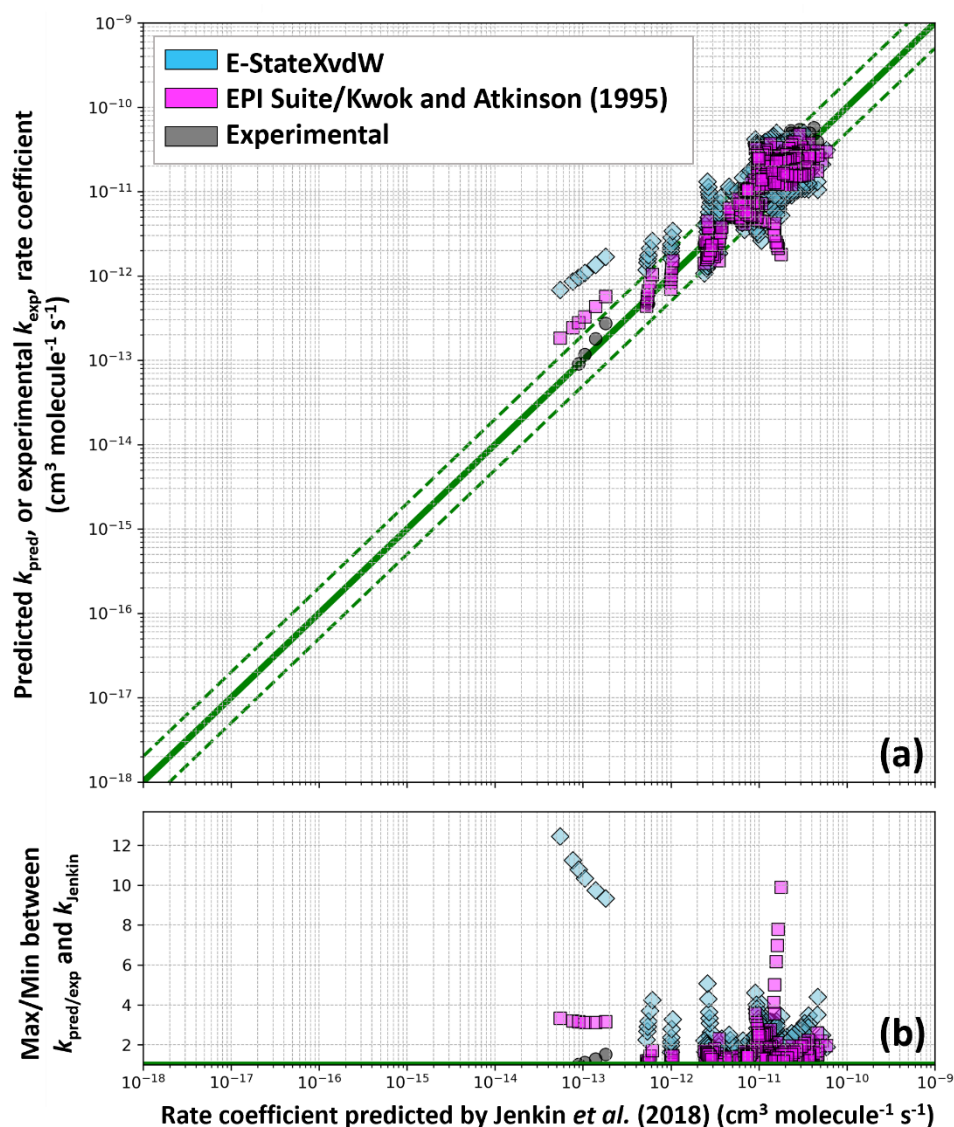 E-StateXvdW
EPI Suite/Kwok and Atkinson (1995)
Experimental
Predicted k_pred, or experimental k_exp, rate coefficient
(cm³ molecule⁻¹ s⁻¹)
10⁻⁹
10⁻¹⁰
10⁻¹¹
10⁻¹²
10⁻¹³
10⁻¹⁴
10⁻¹⁵
10⁻¹⁶
10⁻¹⁷
10⁻¹⁸
(a)
Max/Min between
k_pred/exp and k_Jenkin
12
10
8
6
4
2
(b)
10⁻¹⁸ 10⁻¹⁷ 10⁻¹⁶ 10⁻¹⁵ 10⁻¹⁴ 10⁻¹³ 10⁻¹² 10⁻¹¹ 10⁻¹⁰ 10⁻⁹
Rate coefficient predicted by Jenkin et al. (2018) (cm³ molecule⁻¹ s⁻¹)